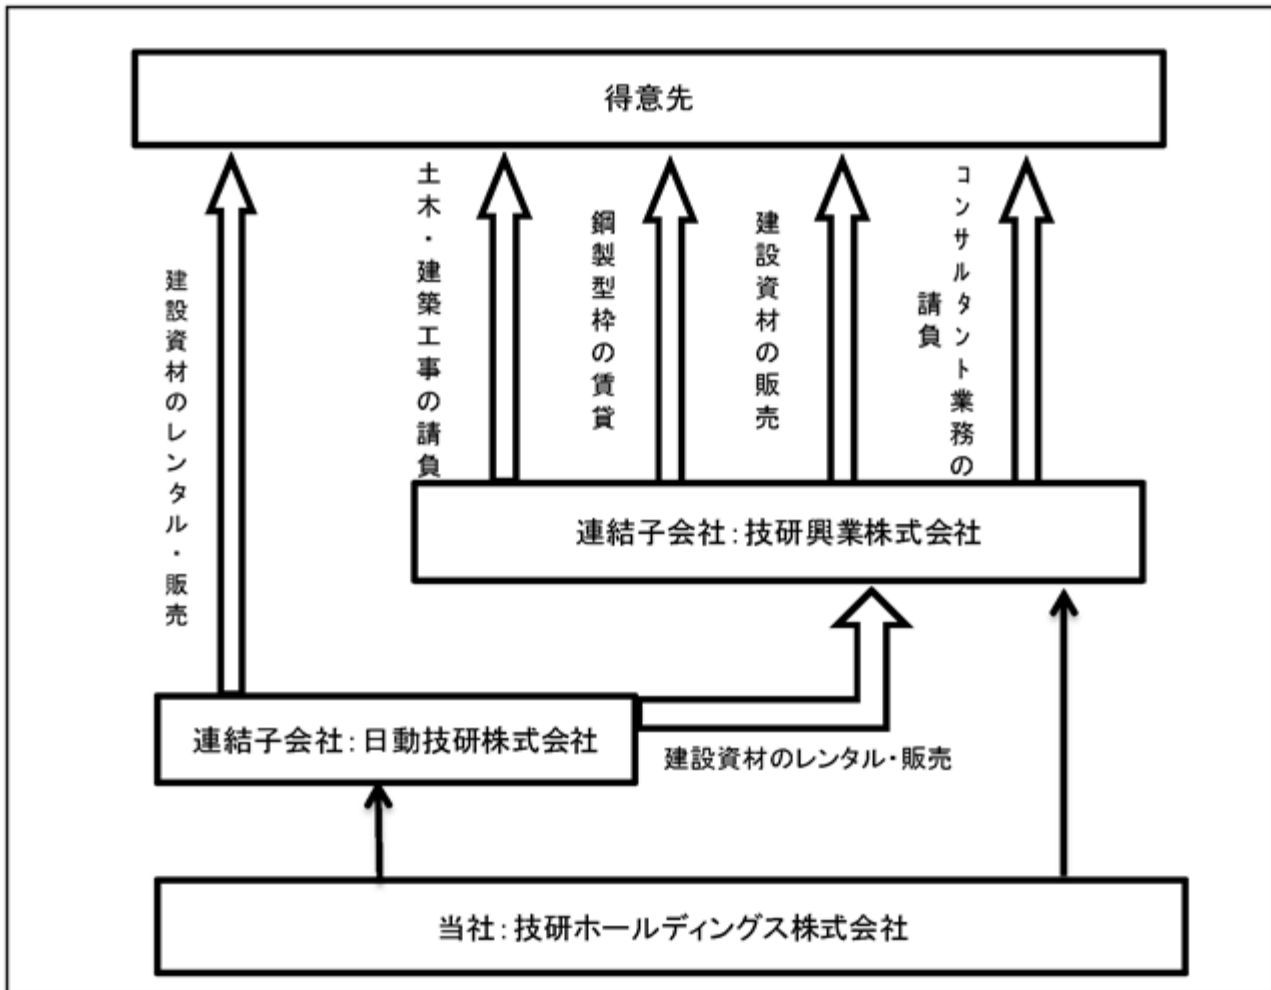 得意先
建設資材のレンタル・販売
土木・建築工事の請負
鋼製型枠の賃貸
建設資材の販売
コンサルタント業務の
請負
連結子会社：技研興業株式会社
連結子会社：日動技研株式会社
建設資材のレンタル・販売
当社：技研ホールディングス株式会社